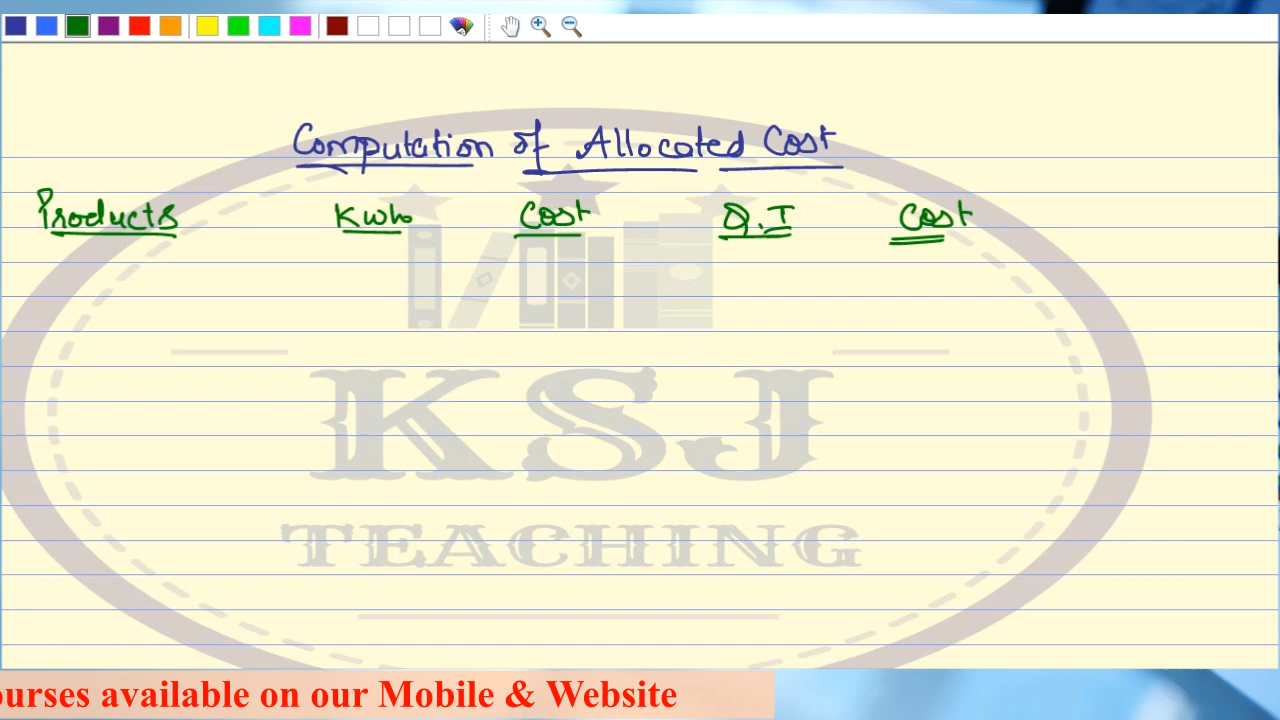 Computation of Allocated Cost
Products Kwh Cost Q.I Cost
KSJ
TEACHING
ourses available on our Mobile & Website